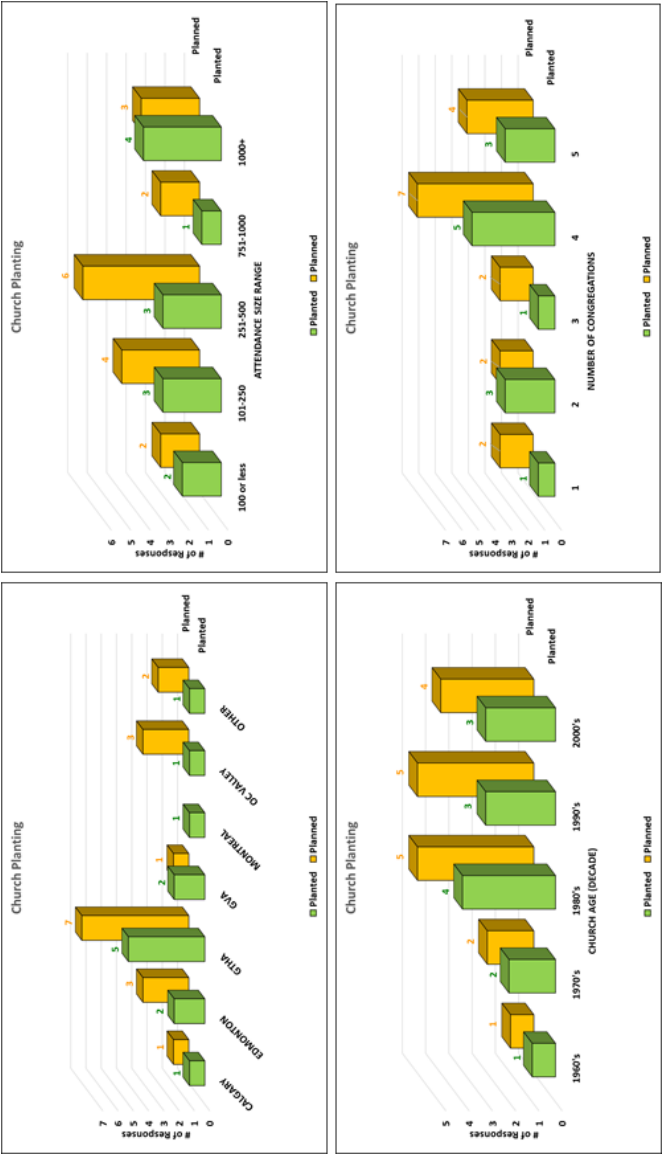 Church Planting
7
6
5
4
3
2
1
0
# of Responses
1 3 7 1 3 2
1 2 5 2 1 1 1
CALGARY EDMONTON GTHA GVA MONTREAL OC VALLEY OTHER
Planned
Planted
Planted Planned
Church Planting
6
5
4
3
2
1
0
# of Responses
2 4 6 2 3
2 3 3 1 4
100 or less 101-250 251-500 751-1000 1000+
Planned
Planted
ATTENDANCE SIZE RANGE
Planted Planned
Church Planting
5
4
3
2
1
0
# of Responses
1 2 5 5 4
1 2 4 3 3
1960's 1970's 1980's 1990's 2000's
Planned
Planted
CHURCH AGE (DECADE)
Planted Planned
Church Planting
7
6
5
4
3
2
1
0
# of Responses
2 2 2 7 4
1 3 1 5 3
1 2 3 4 5
Planned
Planted
NUMBER OF CONGREGATIONS
Planted Planned